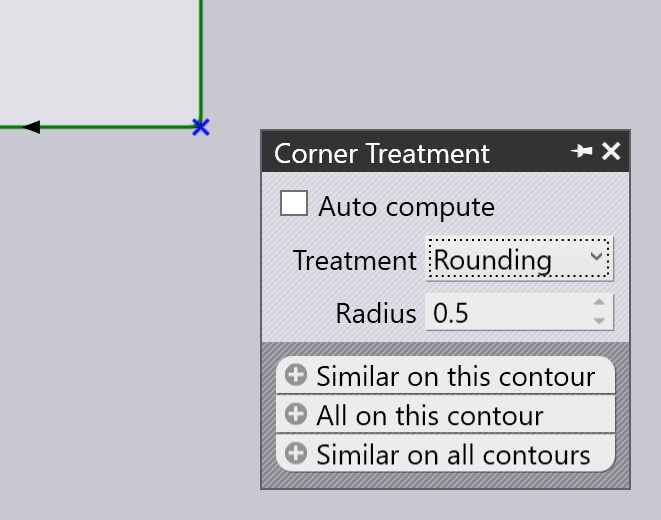 Corner Treatment
Auto compute
Treatment Rounding
Radius 0.5
Similar on this contour
All on this contour
Similar on all contours